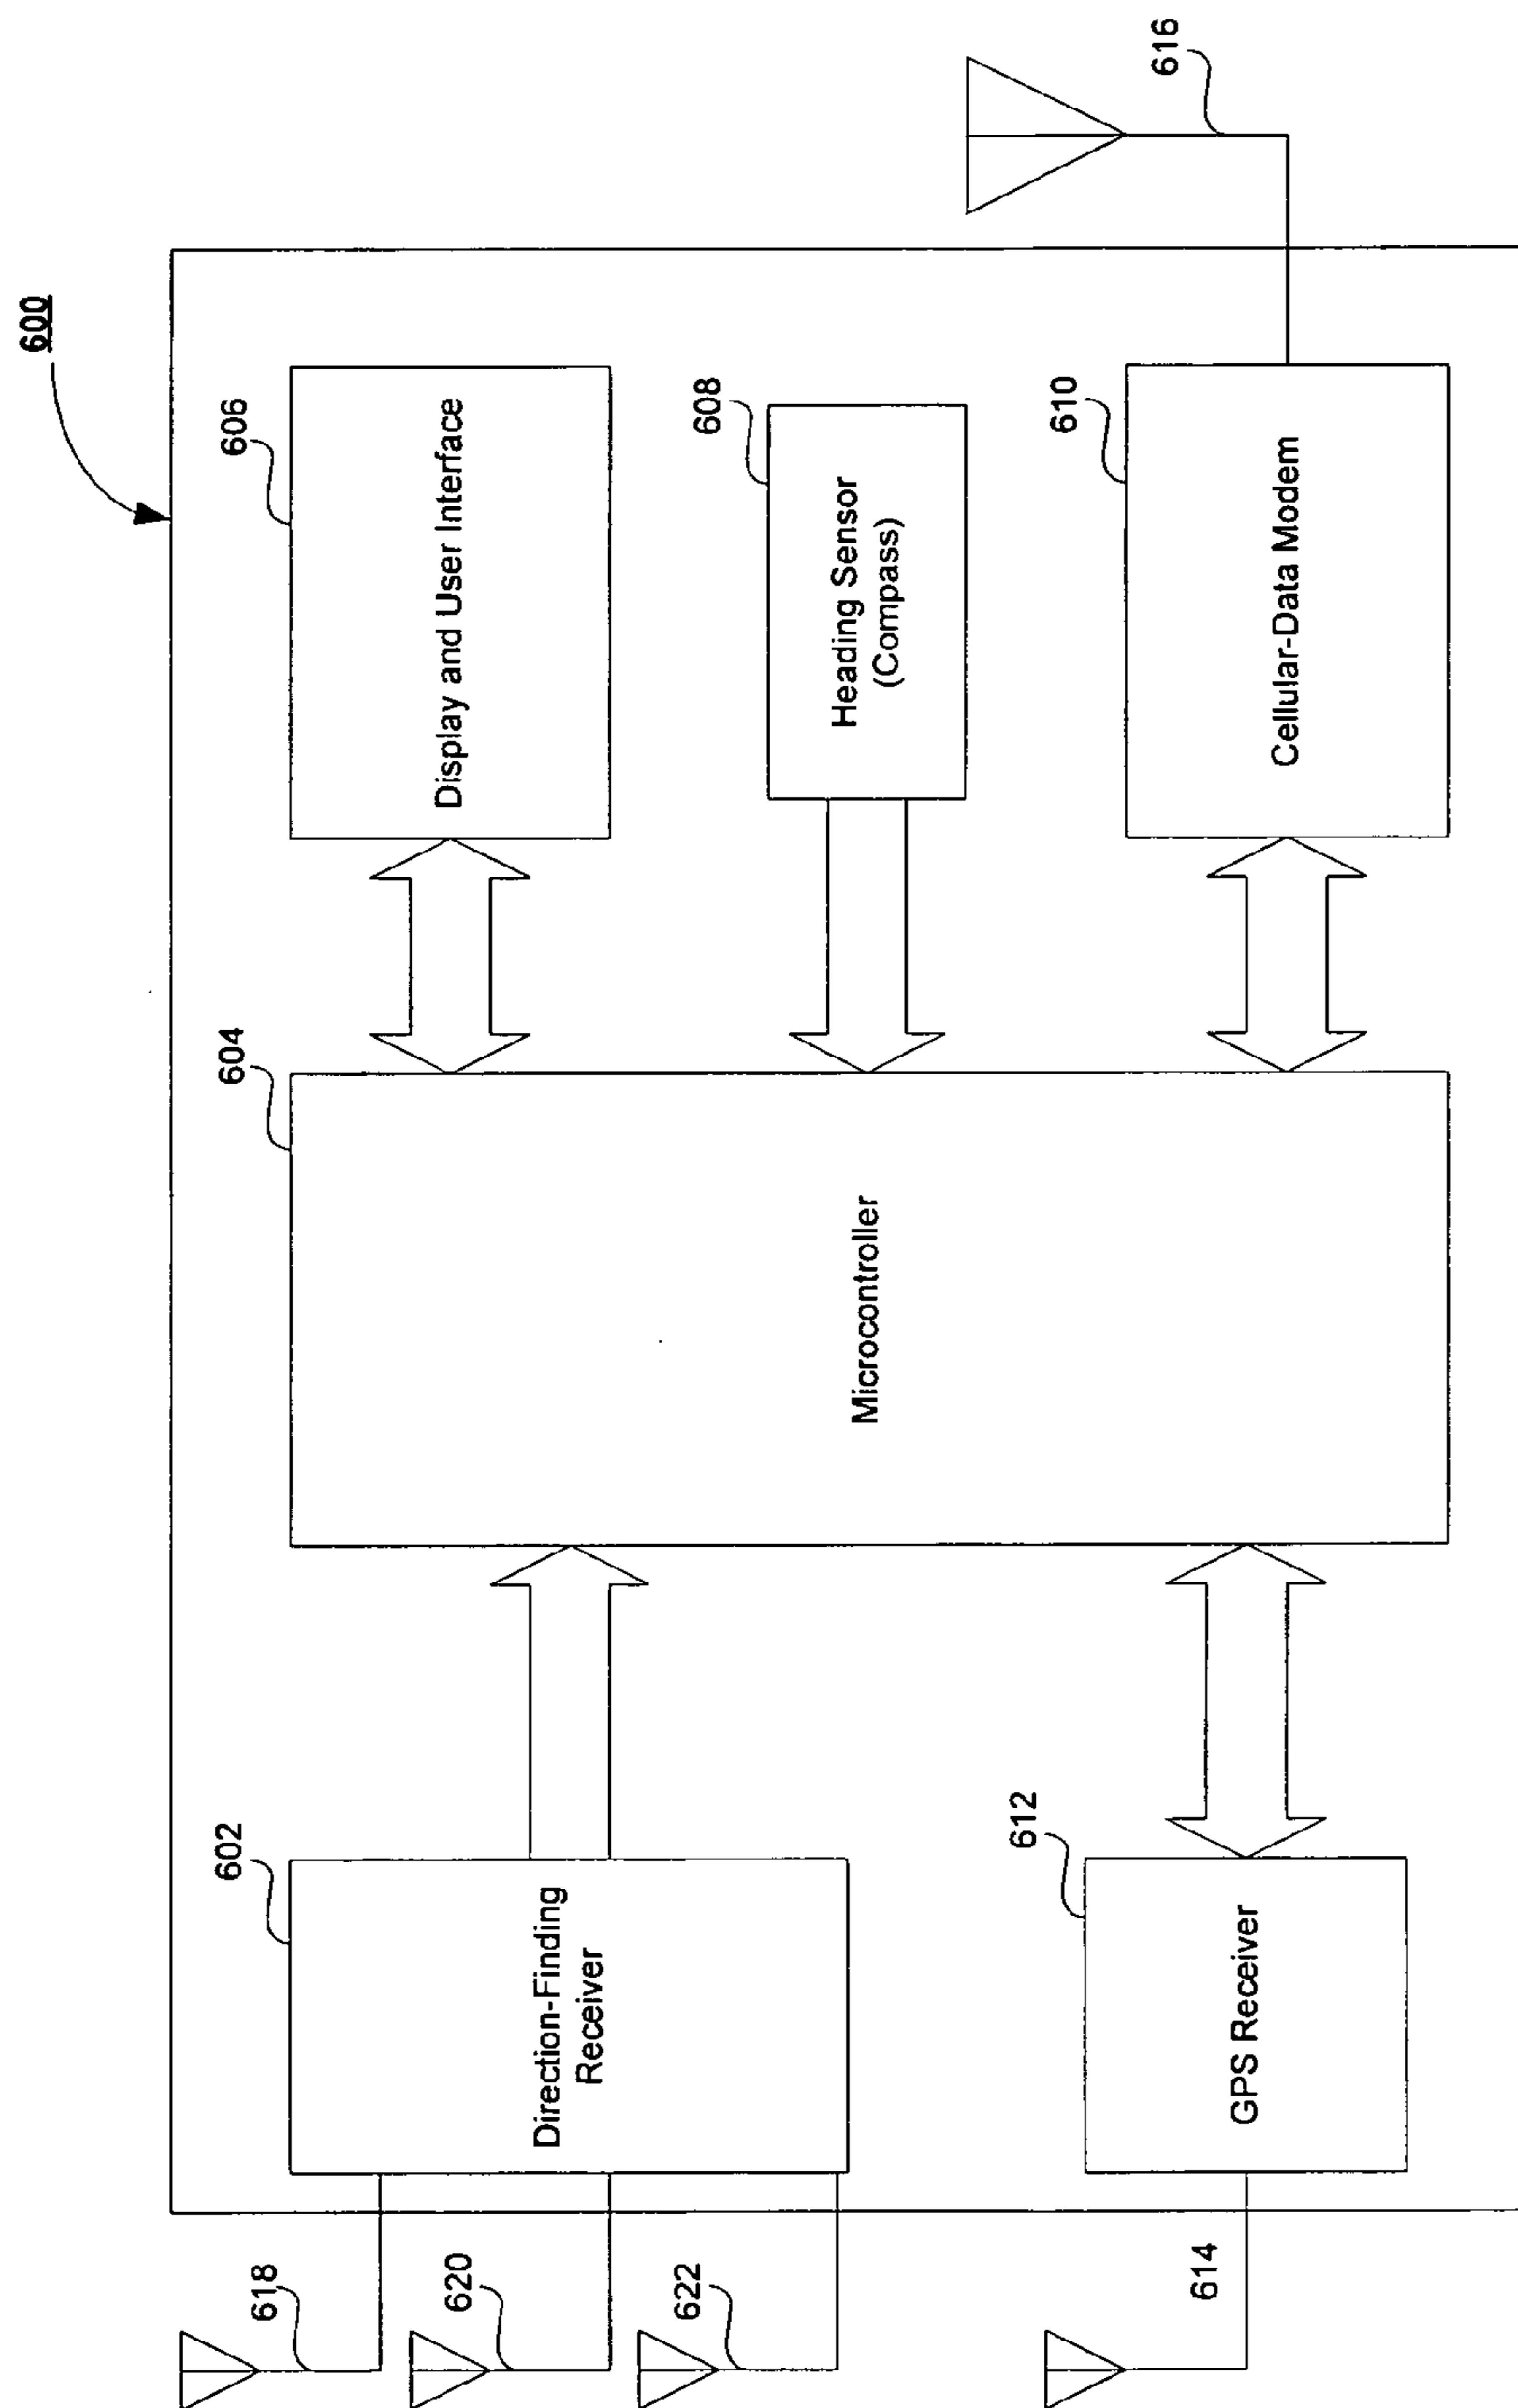 600
616
606
Display and User Interface
608
Heading Sensor
(Compass)
610
Cellular-Data Modem
604
Microcontroller
602
Direction-Finding
Receiver
612
GPS Receiver
618
620
622
614